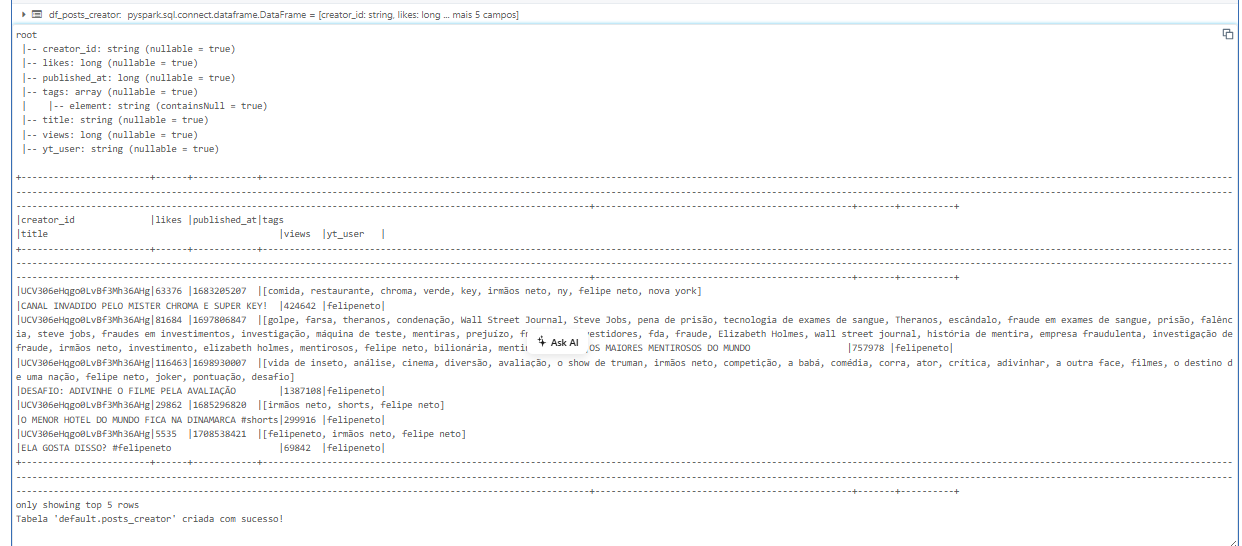 df_posts_creator: pyspark.sql.connect.dataframe.DataFrame = [creator_id: string, likes: long ... mais 5 campos]
root
 |-- creator_id: string (nullable = true)
 |-- likes: long (nullable = true)
 |-- published_at: long (nullable = true)
 |-- tags: array (nullable = true)
 |    |-- element: string (containsNull = true)
 |-- title: string (nullable = true)
 |-- views: long (nullable = true)
 |-- yt_user: string (nullable = true)
|creator_id |likes |published_at|tags
|title |views |yt_user |
|UCV306eHqgo0LvBf3Mh36AHg|63376 |1683205207 |[comida, restaurante, chroma, verde, key, irmãos neto, ny, felipe neto, nova york]
|CANAL INVADIDO PELO MISTER CHROMA E SUPER KEY! |424642 |felipeneto|
|UCV306eHqgo0LvBf3Mh36AHg|81684 |1697806847 |[golpe, farsa, theranos, condenação, Wall Street Journal, Steve Jobs, pena de prisão, tecnologia de exames de sangue, Theranos, escândalo, fraude em exames de sangue, prisão, falênc
ia, steve jobs, fraudes em investimentos, investigação, máquina de teste, mentiras, prejuízo, vestidores, fda, fraude, Elizabeth Holmes, wall street journal, história de mentira, empresa fraudulenta, investigação de
fraude, irmãos neto, investimento, elizabeth holmes, mentirosos, felipe neto, bilionária, Ask AI OS MAIORES MENTIROSOS DO MUNDO |757978 |felipeneto|
|UCV306eHqgo0LvBf3Mh36AHg|116463|1698930007 |[vida de inseto, análise, cinema, diversão, avaliação, o show de truman, irmãos neto, competição, a babá, comédia, corra, ator, crítica, adivinhar, a outra face, filmes, o destino d
e uma nação, felipe neto, joker, pontuação, desafio]
|DESAFIO: ADIVINHE O FILME PELA AVALIAÇÃO |1387108|felipeneto|
|UCV306eHqgo0LvBf3Mh36AHg|29862 |1685296820 |[irmãos neto, shorts, felipe neto]
|O MENOR HOTEL DO MUNDO FICA NA DINAMARCA #shorts|299916 |felipeneto|
|UCV306eHqgo0LvBf3Mh36AHg|5535 |1708538421 |[felipeneto, irmãos neto, felipe neto]
|ELA GOSTA DISSO? #felipeneto |69842 |felipeneto|
only showing top 5 rows
Tabela 'default.posts_creator' criada com sucesso!